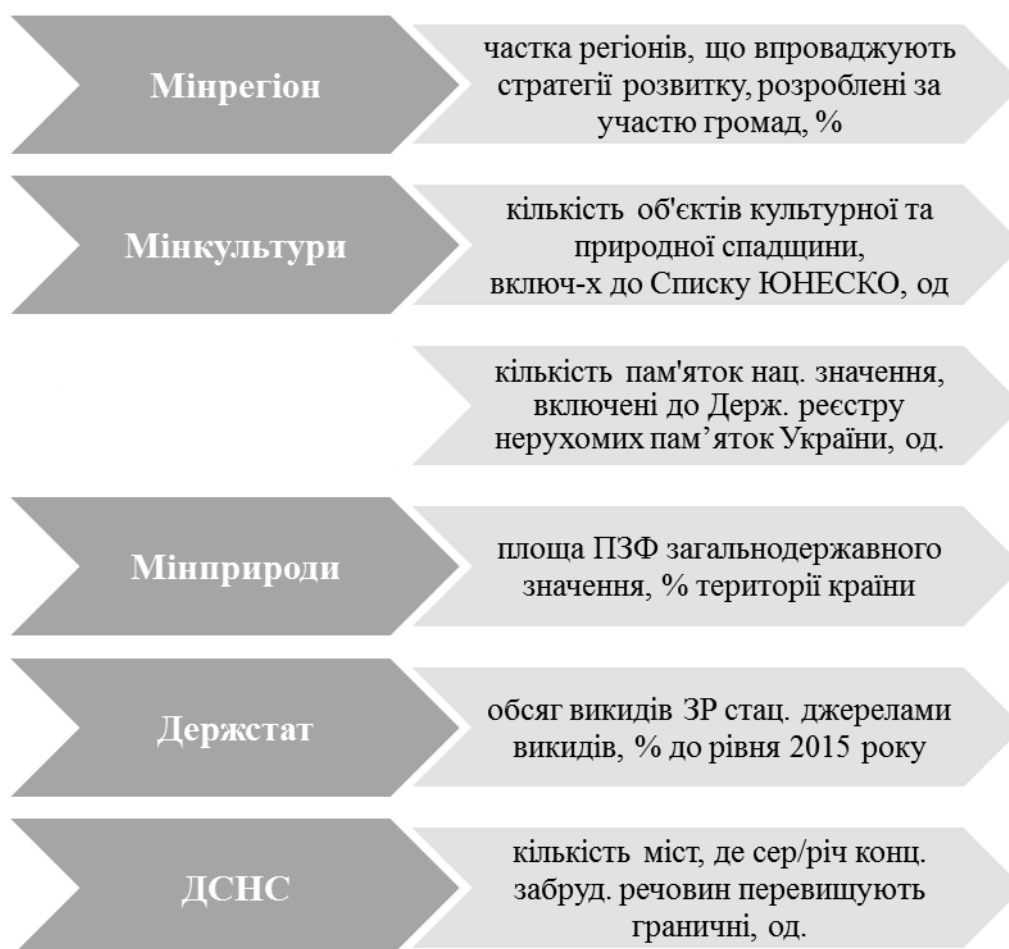 Мінрегіон
частка регіонів, що впроваджують
стратегії розвитку, розроблені за
участю громад, %
Мінкультури
кількість об'єктів культурної та
природної спадщини,
включ-х до Списку ЮНЕСКО, од
кількість пам'яток нац. значення,
включені до Держ. реєстру
нерухомих пам’яток України, од.
Мінприроди
площа ПЗФ загальнодержавного
значення, % території країни
Держстат
обсяг викидів ЗР стац. джерелами
викидів, % до рівня 2015 року
ДСНС
кількість міст, де сер/річ конц.
забруд. речовин перевищують
граничні, од.